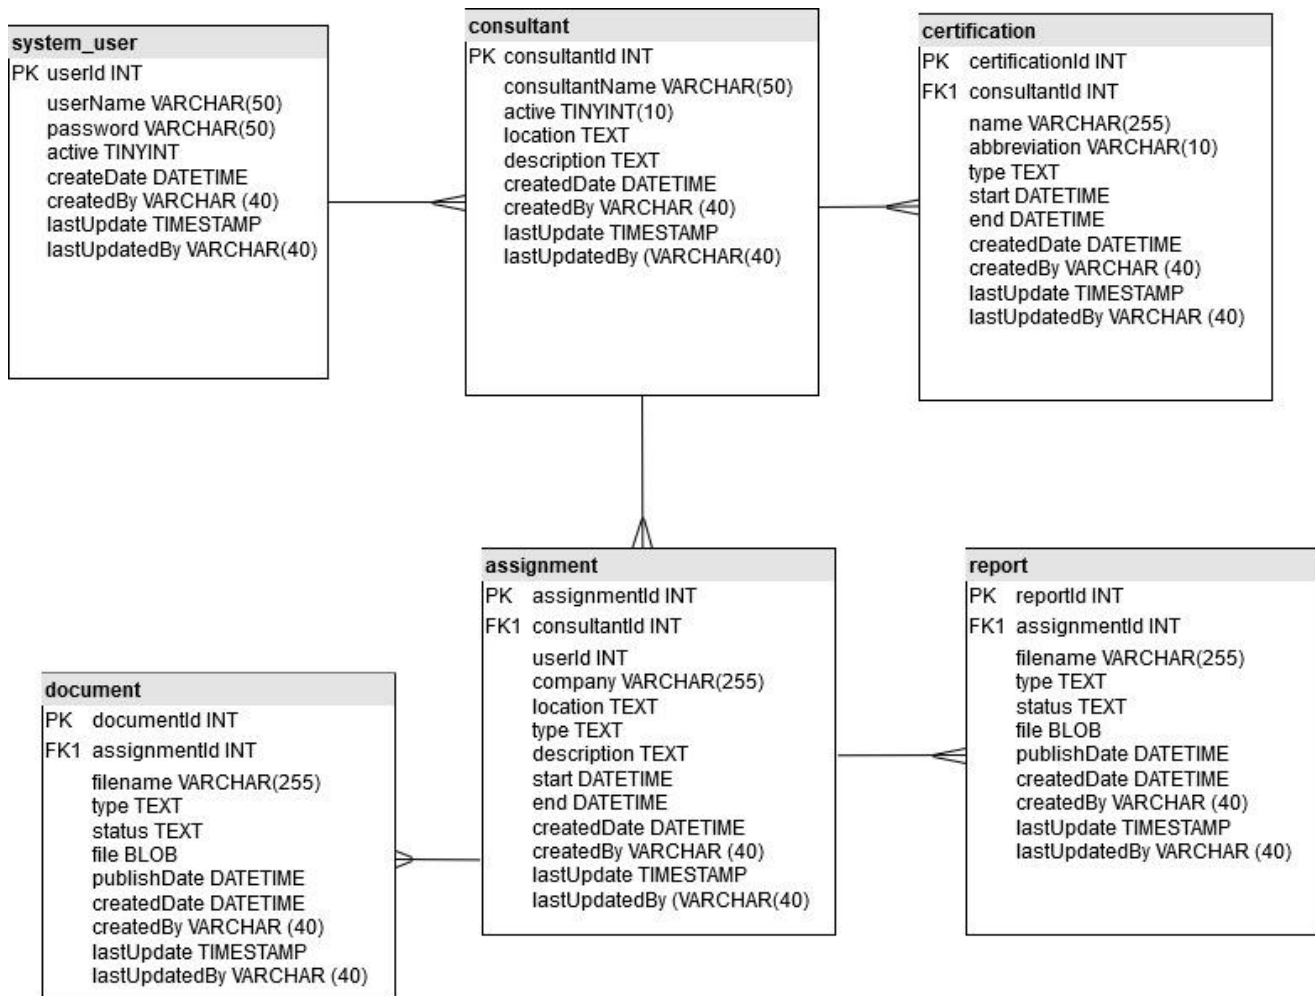 system_user
PK userId INT
userName VARCHAR(50)
password VARCHAR(50)
active TINYINT
createDate DATETIME
createdBy VARCHAR (40)
lastUpdate TIMESTAMP
lastUpdatedBy VARCHAR(40)
consultant
PK consultantId INT
consultantName VARCHAR(50)
active TINYINT(10)
location TEXT
description TEXT
createdDate DATETIME
createdBy VARCHAR (40)
lastUpdate TIMESTAMP
lastUpdatedBy (VARCHAR(40)
certification
PK certificationId INT
FK1 consultantId INT
name VARCHAR(255)
abbreviation VARCHAR(10)
type TEXT
start DATETIME
end DATETIME
createdDate DATETIME
createdBy VARCHAR (40)
lastUpdate TIMESTAMP
lastUpdatedBy VARCHAR (40)
document
PK documentId INT
FK1 assignmentId INT
filename VARCHAR(255)
type TEXT
status TEXT
file BLOB
publishDate DATETIME
createdDate DATETIME
createdBy VARCHAR (40)
lastUpdate TIMESTAMP
lastUpdatedBy VARCHAR (40)
assignment
PK assignmentId INT
FK1 consultantId INT
userId INT
company VARCHAR(255)
location TEXT
type TEXT
description TEXT
start DATETIME
end DATETIME
createdDate DATETIME
createdBy VARCHAR (40)
lastUpdate TIMESTAMP
lastUpdatedBy (VARCHAR(40)
report
PK reportId INT
FK1 assignmentId INT
filename VARCHAR(255)
type TEXT
status TEXT
file BLOB
publishDate DATETIME
createdDate DATETIME
createdBy VARCHAR (40)
lastUpdate TIMESTAMP
lastUpdatedBy VARCHAR (40)